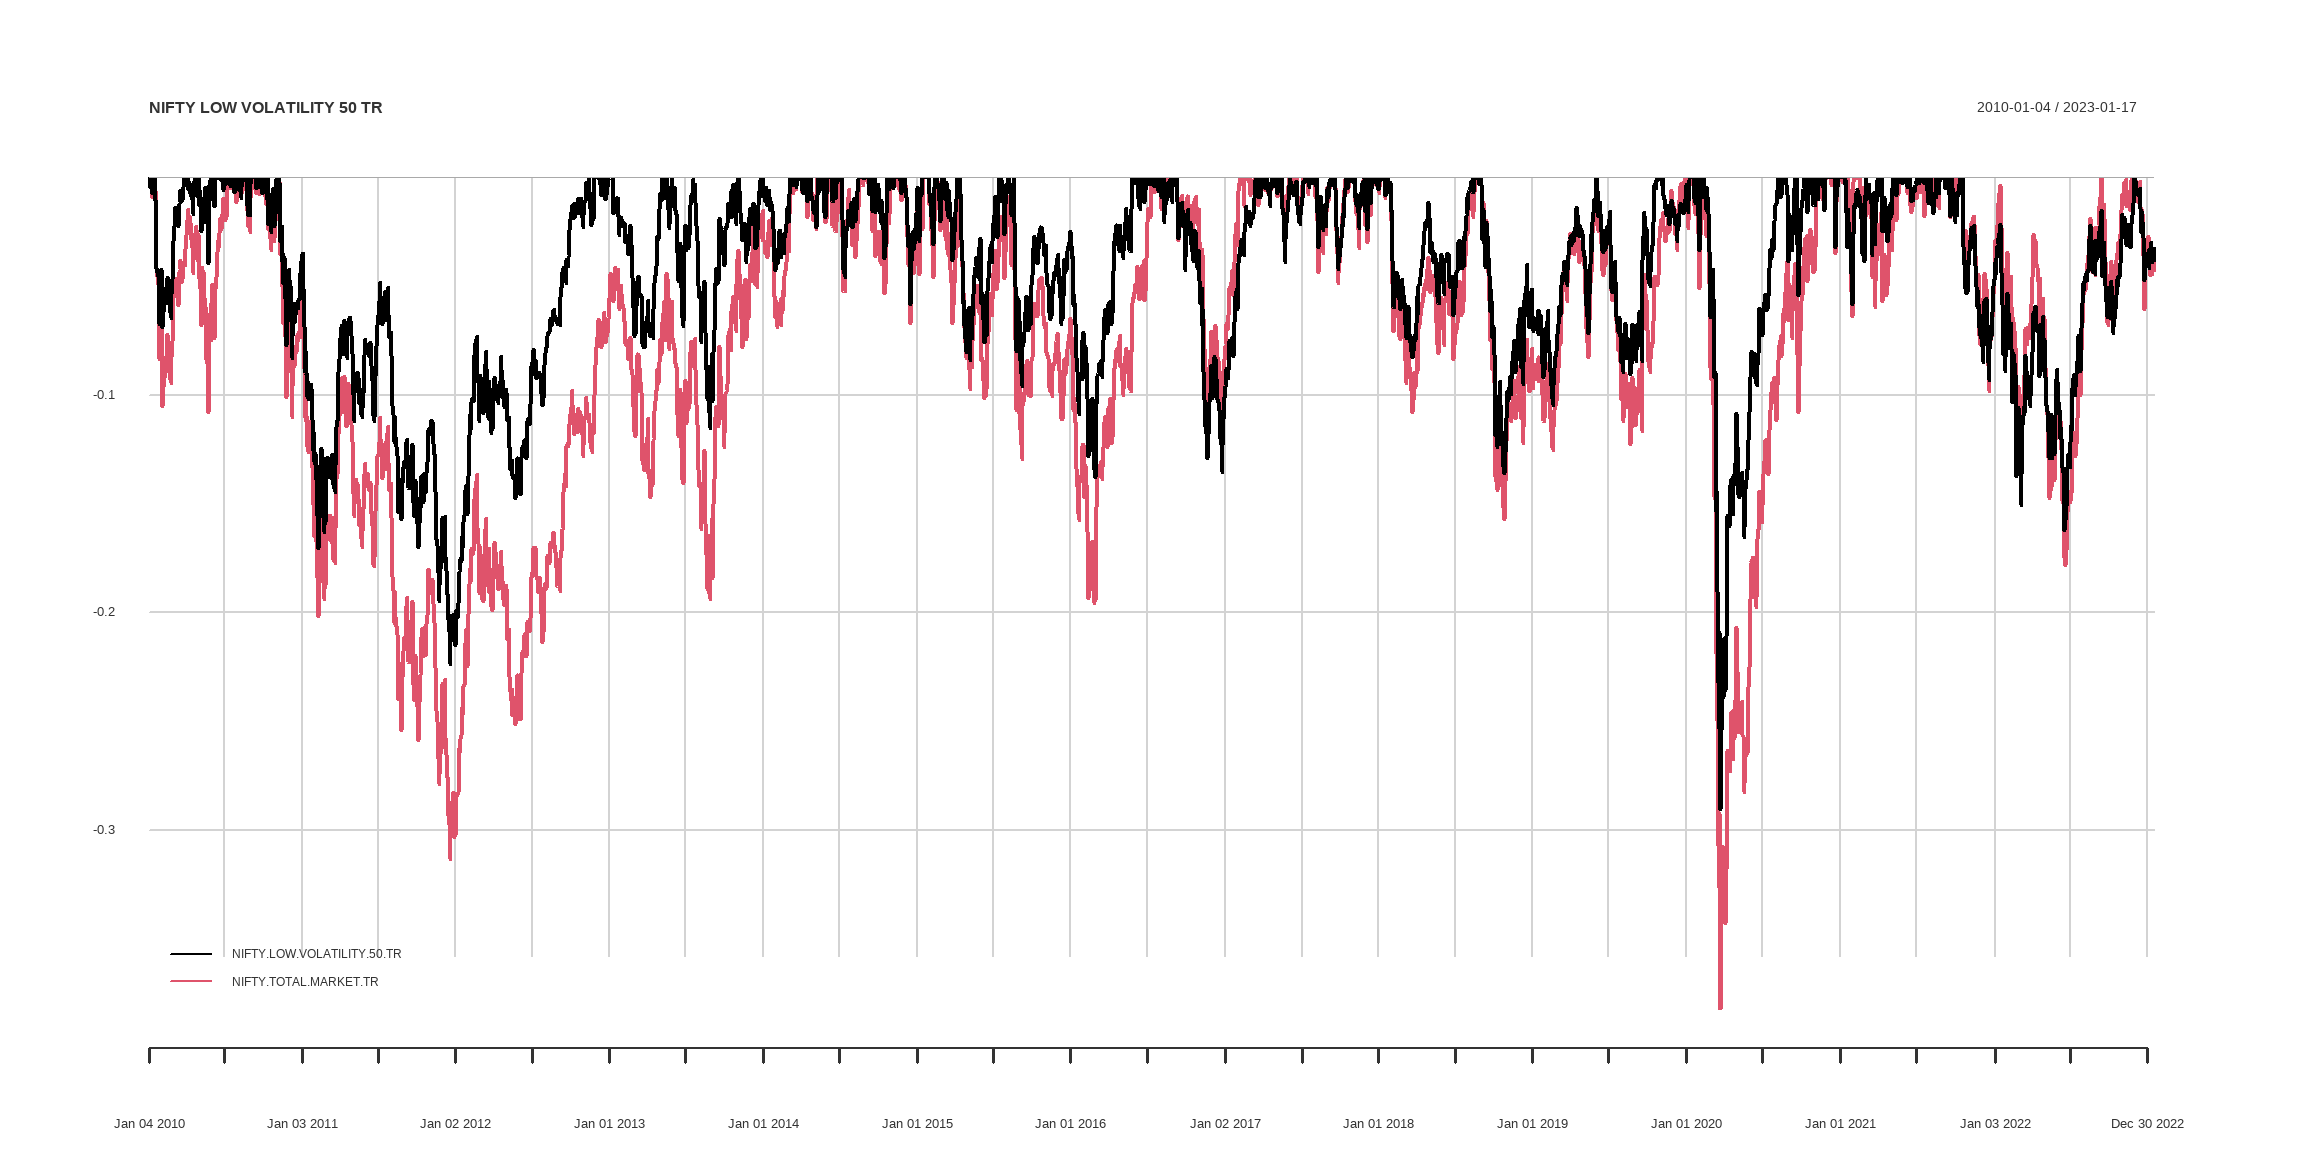 NIFTY LOW VOLATILITY 50 TR
2010-01-04 / 2023-01-17
-0.1
-0.2
-0.3
NIFTY.LOW.VOLATILITY.50.TR
NIFTY.TOTAL.MARKET.TR
Jan 04 2010 Jan 03 2011 Jan 02 2012 Jan 01 2013 Jan 01 2014 Jan 01 2015 Jan 01 2016 Jan 02 2017 Jan 01 2018 Jan 01 2019 Jan 01 2020 Jan 01 2021 Jan 03 2022 Dec 30 2022